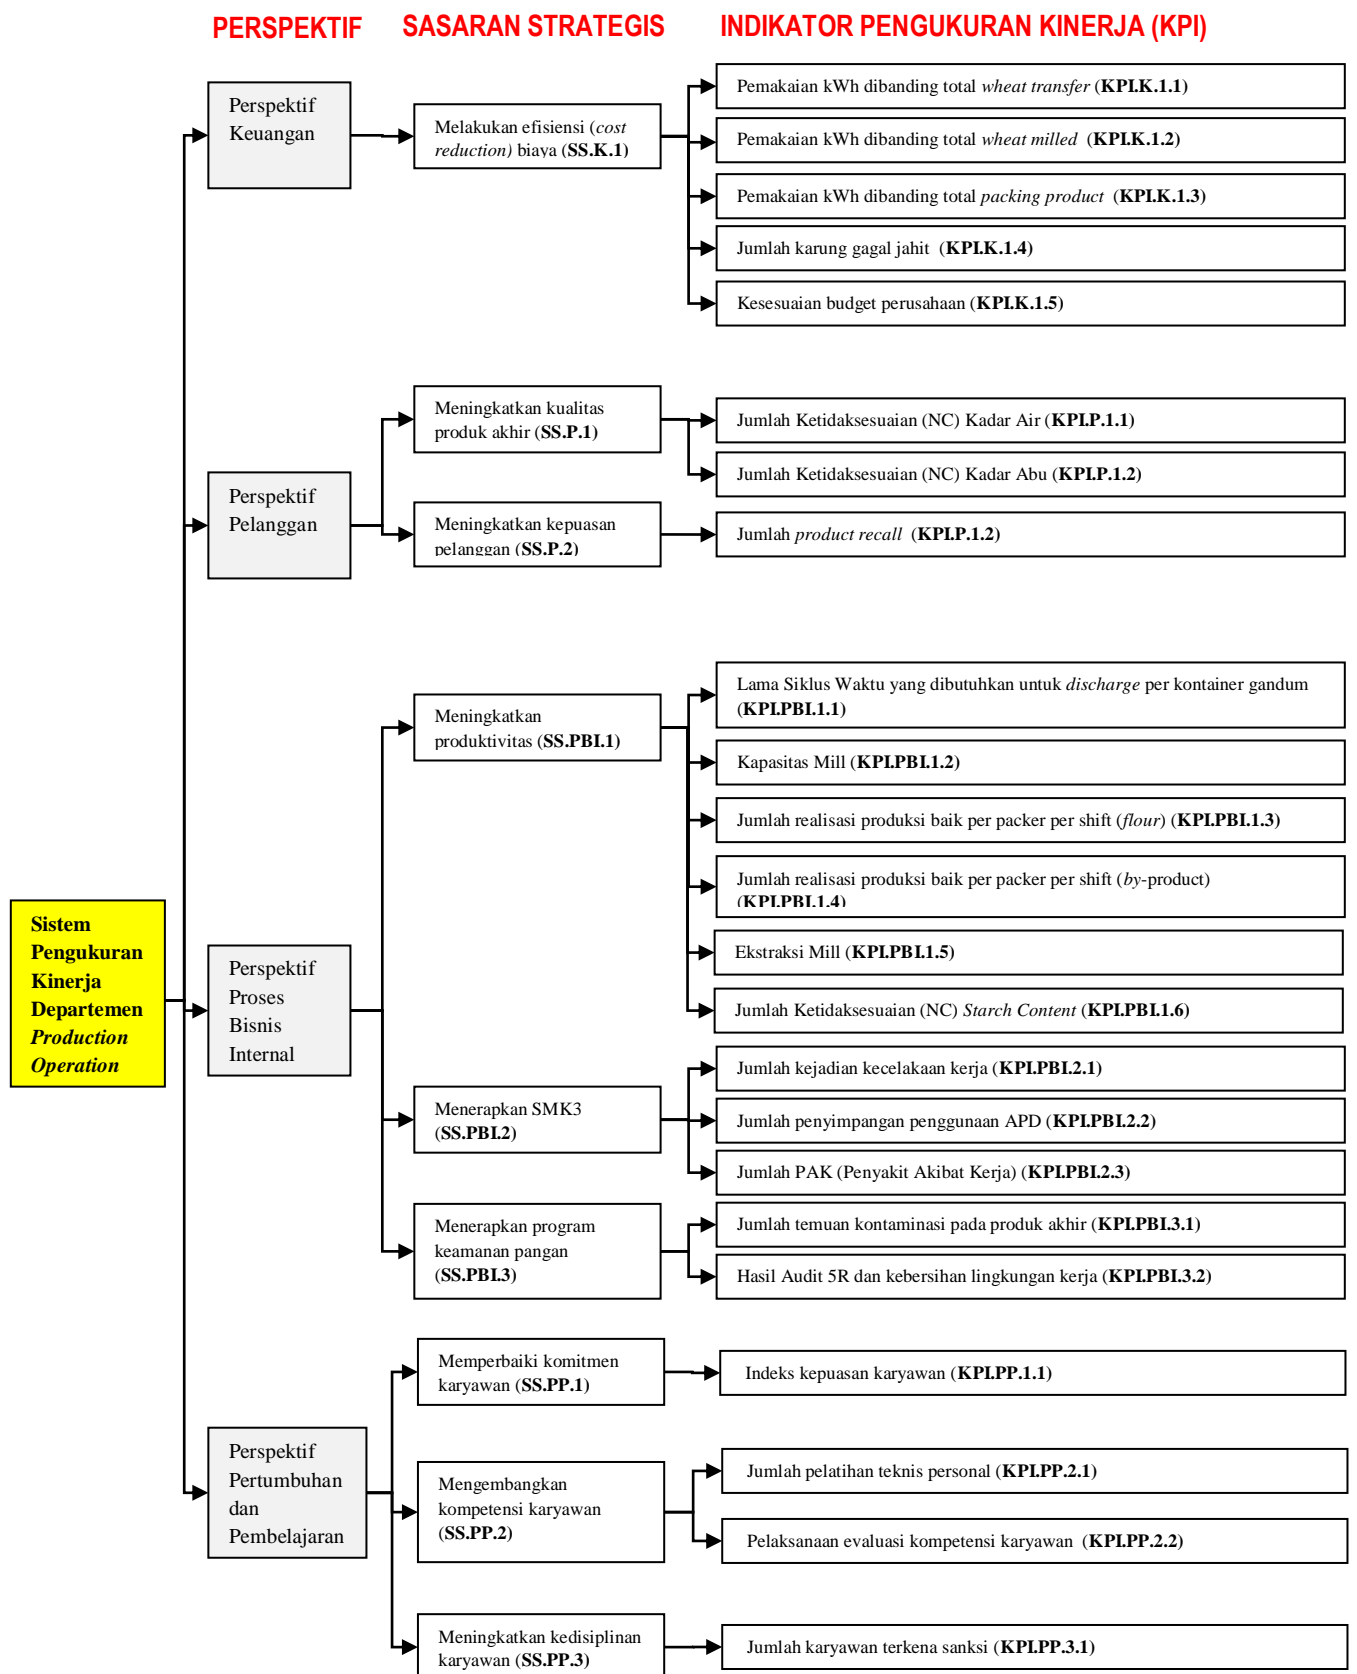 PERSPEKTIF SASARAN STRATEGIS INDIKATOR PENGUKURAN KINERJA (KPI)
Sistem
Pengukuran
Kinerja
Departemen
Production
Operation
Perspektif
Keuangan
Melakukan efisiensi (cost
reduction) biaya (SS.K.1)
Pemakaian kWh dibanding total wheat transfer (KPI.K.1.1)
Pemakaian kWh dibanding total wheat milled (KPI.K.1.2)
Pemakaian kWh dibanding total packing product (KPI.K.1.3)
Jumlah karung gagal jahit (KPI.K.1.4)
Kesesuaian budget perusahaan (KPI.K.1.5)
Perspektif
Pelanggan
Meningkatkan kualitas
produk akhir (SS.P.1)
Jumlah Ketidaksesuaian (NC) Kadar Air (KPI.P.1.1)
Jumlah Ketidaksesuaian (NC) Kadar Abu (KPI.P.1.2)
Meningkatkan kepuasan
pelanggan (SS.P.2)
Jumlah product recall (KPI.P.1.2)
Perspektif
Proses
Bisnis
Internal
Meningkatkan
produktivitas (SS.PBI.1)
Lama Siklus Waktu yang dibutuhkan untuk discharge per kontainer gandum
(KPI.PBI.1.1)
Kapasitas Mill (KPI.PBI.1.2)
Jumlah realisasi produksi baik per packer per shift (flour) (KPI.PBI.1.3)
Jumlah realisasi produksi baik per packer per shift (by-product)
(KPI.PBI.1.4)
Ekstraksi Mill (KPI.PBI.1.5)
Jumlah Ketidaksesuaian (NC) Starch Content (KPI.PBI.1.6)
Menerapkan SMK3
(SS.PBI.2)
Jumlah kejadian kecelakaan kerja (KPI.PBI.2.1)
Jumlah penyimpangan penggunaan APD (KPI.PBI.2.2)
Jumlah PAK (Penyakit Akibat Kerja) (KPI.PBI.2.3)
Menerapkan program
keamanan pangan
(SS.PBI.3)
Jumlah temuan kontaminasi pada produk akhir (KPI.PBI.3.1)
Hasil Audit 5R dan kebersihan lingkungan kerja (KPI.PBI.3.2)
Perspektif
Pertumbuhan
dan
Pembelajaran
Memperbaiki komitmen
karyawan (SS.PP.1)
Indeks kepuasan karyawan (KPI.PP.1.1)
Mengembangkan
kompetensi karyawan
(SS.PP.2)
Jumlah pelatihan teknis personal (KPI.PP.2.1)
Pelaksanaan evaluasi kompetensi karyawan (KPI.PP.2.2)
Meningkatkan kedisiplinan
karyawan (SS.PP.3)
Jumlah karyawan terkena sanksi (KPI.PP.3.1)